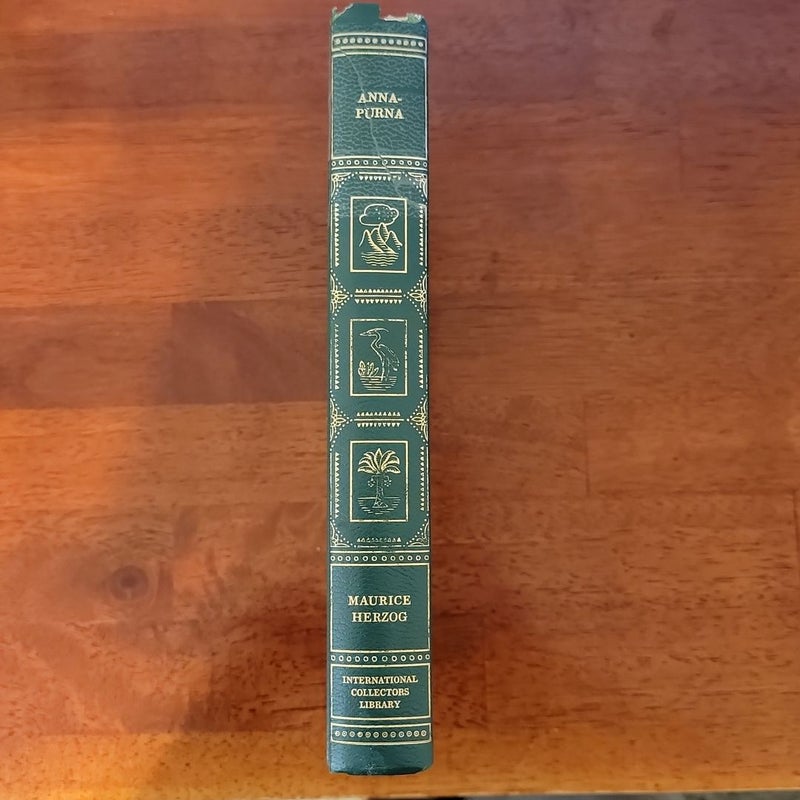 ANNA-
PURNA
MAURICE
HERZOG
INTERNATIONAL
COLLECTORS
LIBRARY